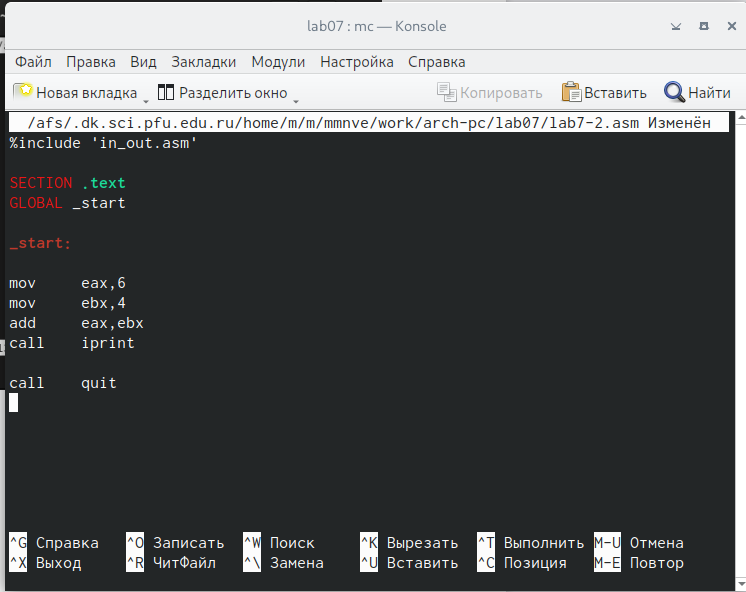 lab07 : mc — Konsole
Файл Правка Вид Закладки Модули Настройка Справка
Новая вкладка Разделить окно Копировать Вставить Найти
/afs/.dk.sci.pfu.edu.ru/home/m/m/mmnve/work/arch-pc/lab07/lab7-2.asm Изменён
%include 'in_out.asm'
SECTION .text
GLOBAL _start
_start:
mov eax,6
mov ebx,4
add eax,ebx
call iprint
call quit
^G Справка ^O Записать ^W Поиск ^K Вырезать ^T Выполнить M-U Отмена
^X Выход ^R ЧитФайл ^\ Замена ^U Вставить ^C Позиция M-E Повтор